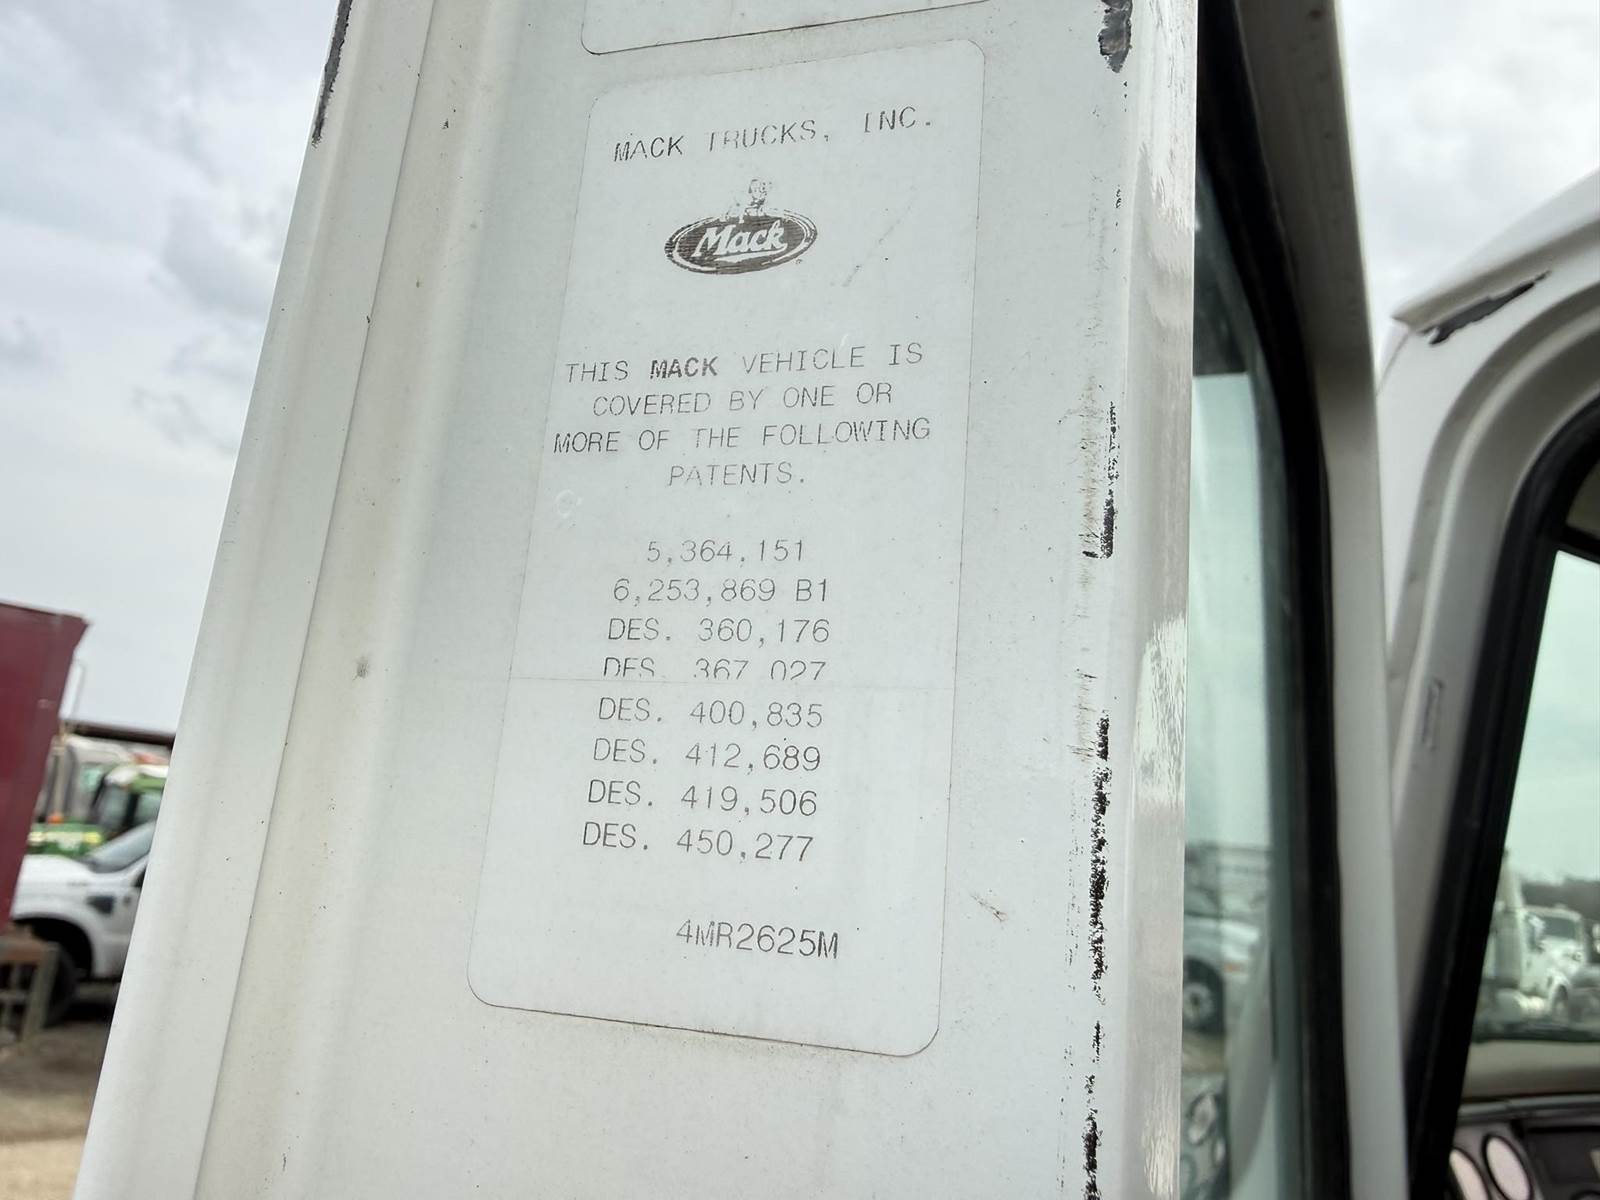 MACK TRUCKS, INC.
Mack
THIS MACK VEHICLE IS
COVERED BY ONE OR
MORE OF THE FOLLOWING
PATENTS.
5,364,151
6,253,869 B1
DES. 360,176
DES. 367,027
DES. 400,835
DES. 412,689
DES. 419,506
DES. 450,277
4MR2625M